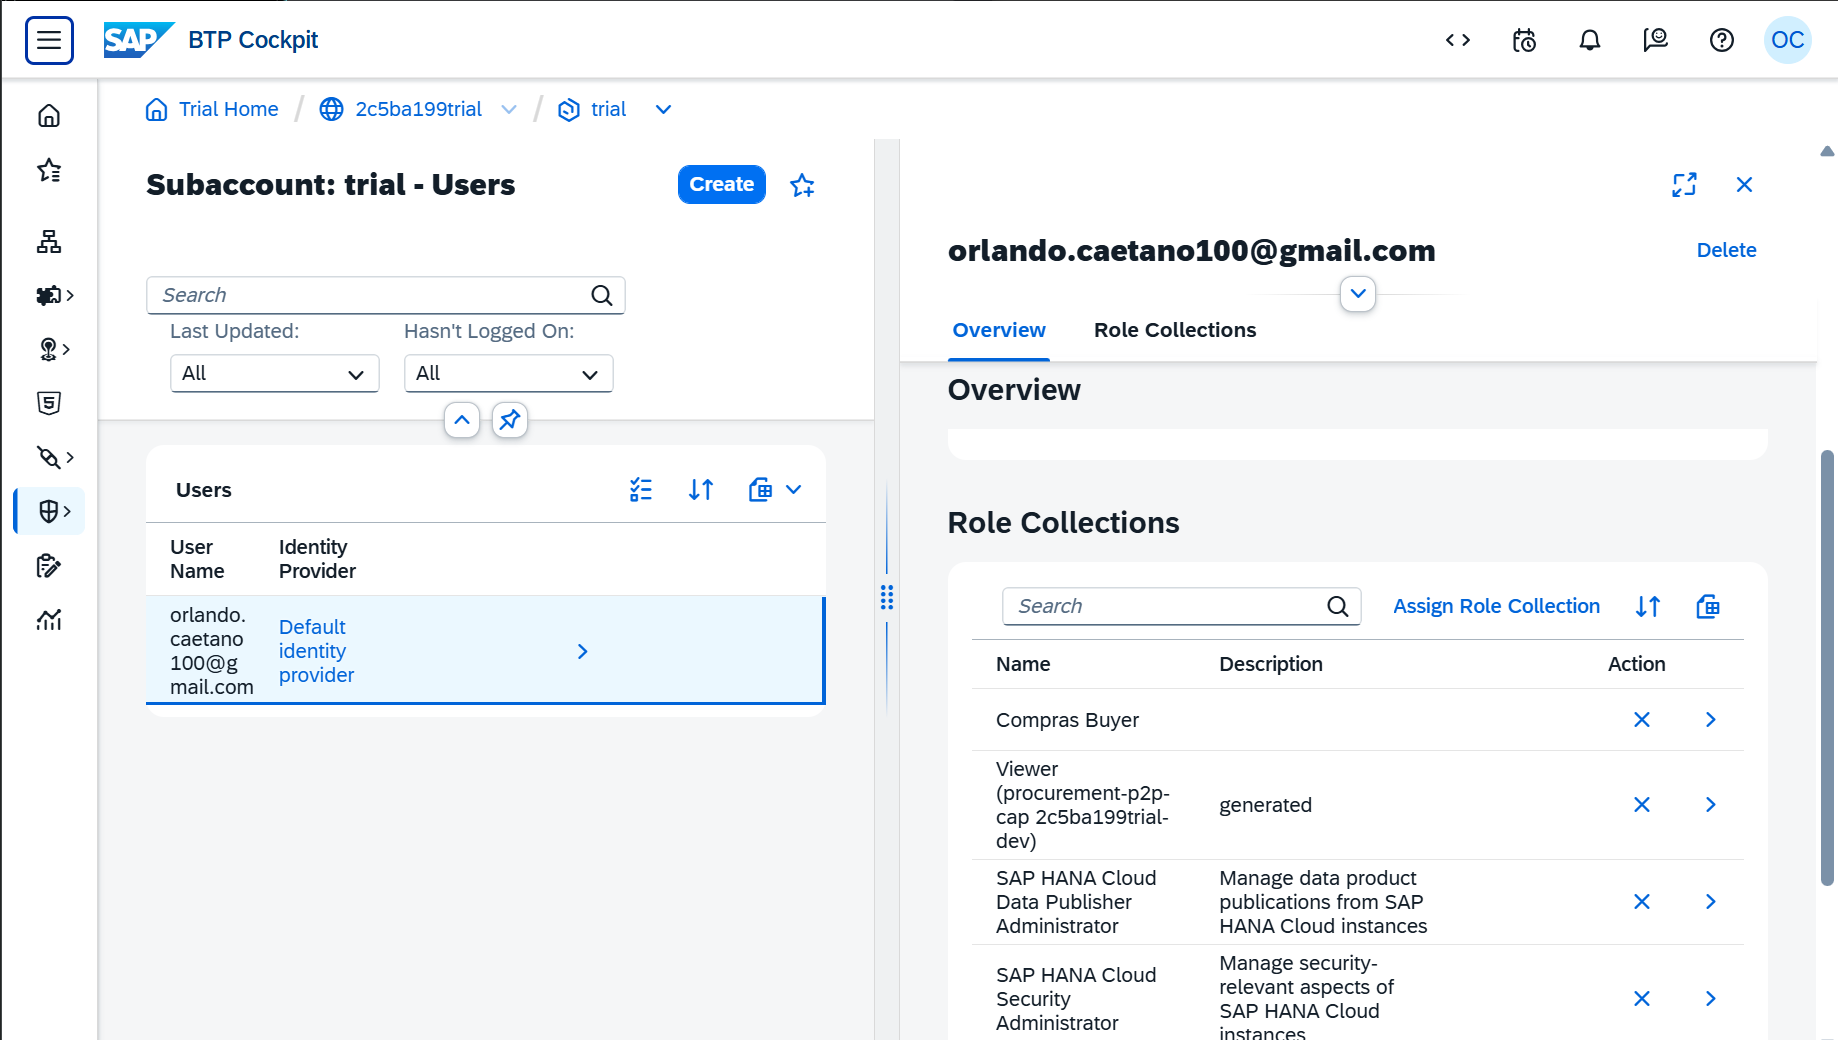 SAP BTP Cockpit
OC
Trial Home / 2c5ba199trial / trial
Subaccount: trial - Users
Create
Search
Last Updated:
Hasn't Logged On:
All
All
Users
User
Name
Identity
Provider
orlando.
caetano
100@g
mail.com
Default
identity
provider
orlando.caetano100@gmail.com
Delete
Overview
Role Collections
Overview
Role Collections
Search
Assign Role Collection
Name
Description
Action
Compras Buyer
Viewer
(procurement-p2p-
cap 2c5ba199trial-
dev)
generated
SAP HANA Cloud
Data Publisher
Administrator
Manage data product
publications from SAP
HANA Cloud instances
SAP HANA Cloud
Security
Administrator
Manage security-
relevant aspects of
SAP HANA Cloud
instances